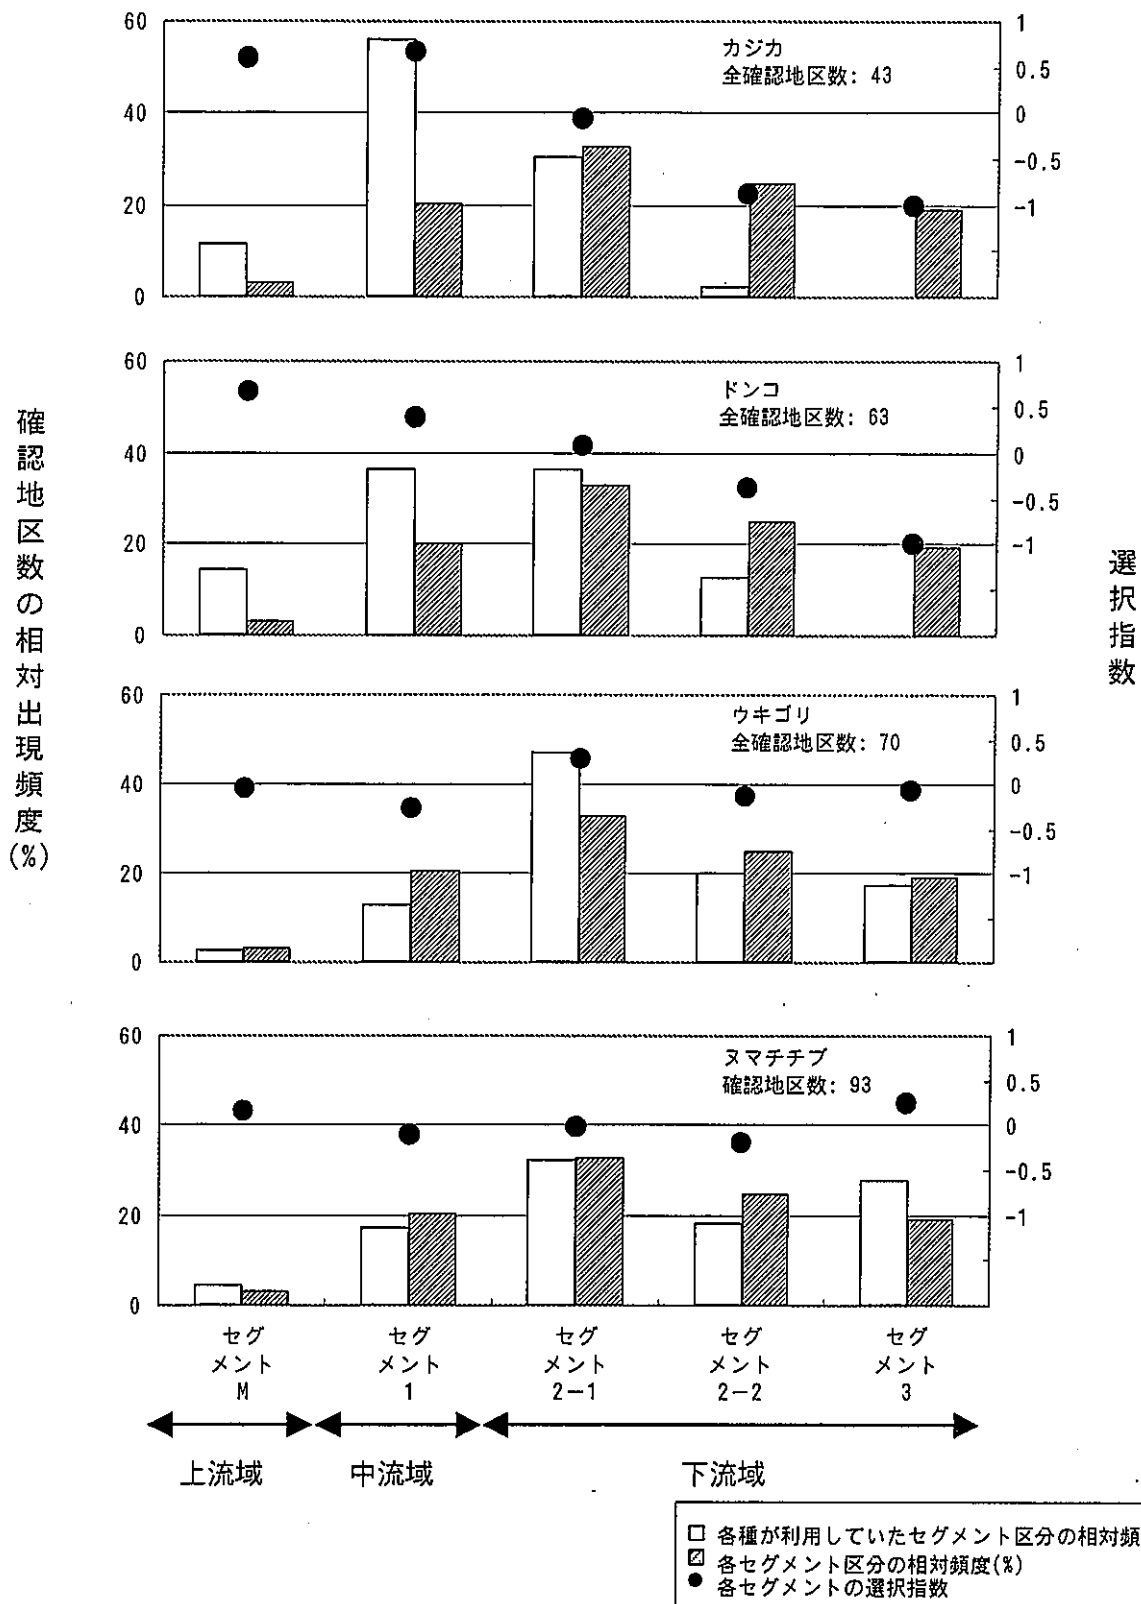 確認地区数の相対出現頻度(%)
選択指数
カジカ
全確認地区数: 43
60
40
20
0
1
0.5
0
-0.5
-1
ドンコ
全確認地区数: 63
60
40
20
0
1
0.5
0
-0.5
-1
ウキゴリ
全確認地区数: 70
60
40
20
0
1
0.5
0
-0.5
-1
ヌマチチブ
確認地区数: 93
60
40
20
0
1
0.5
0
-0.5
-1
セグ
メント
M
セグ
メント
1
セグ
メント
2-1
セグ
メント
2-2
セグ
メント
3
上流域
中流域
下流域
各種が利用していたセグメント区分の相対頻
各セグメント区分の相対頻度(%)
各セグメントの選択指数